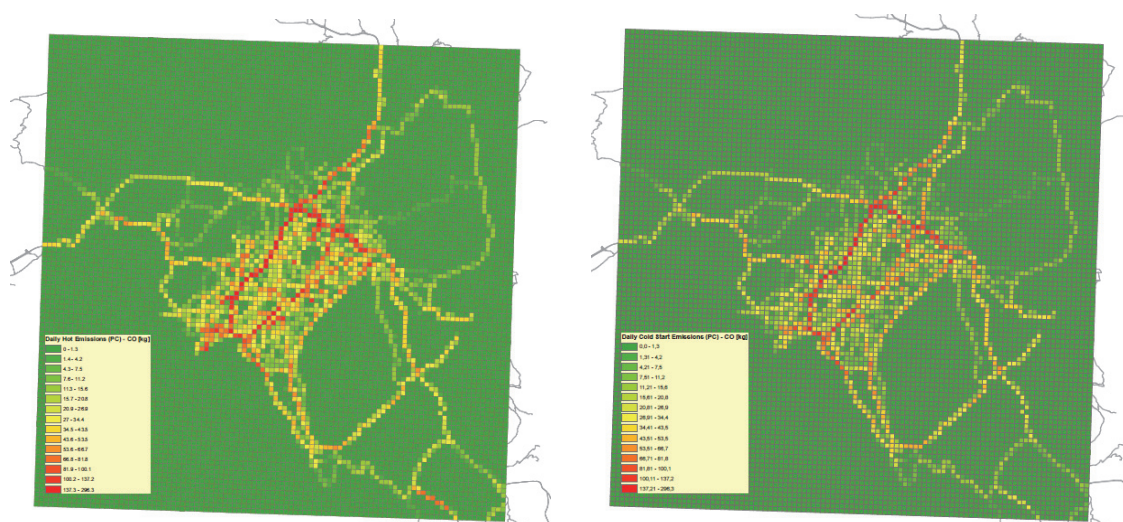 Daily Hot Emissions (PC) - CO [kg]
0 - 1.3
1.4 - 4.2
4.3 - 7.5
7.6 - 11.2
11.3 - 15.6
15.7 - 20.8
20.9 - 26.9
27 - 34.4
34.5 - 43.5
43.6 - 53.5
53.6 - 66.7
66.8 - 81.8
81.9 - 100.1
100.2 - 137.2
137.3 - 296.3
Daily Cold Start Emissions (PC) - CO [kg]
0,0 - 1,3
1,31 - 4,2
4,21 - 7,5
7,51 - 11,2
11,21 - 15,6
15,61 - 20,8
20,81 - 26,9
26,91 - 34,4
34,41 - 43,5
43,51 - 53,5
53,51 - 66,7
66,71 - 81,8
81,81 - 100,1
100,11 - 137,2
137,21 - 296,3